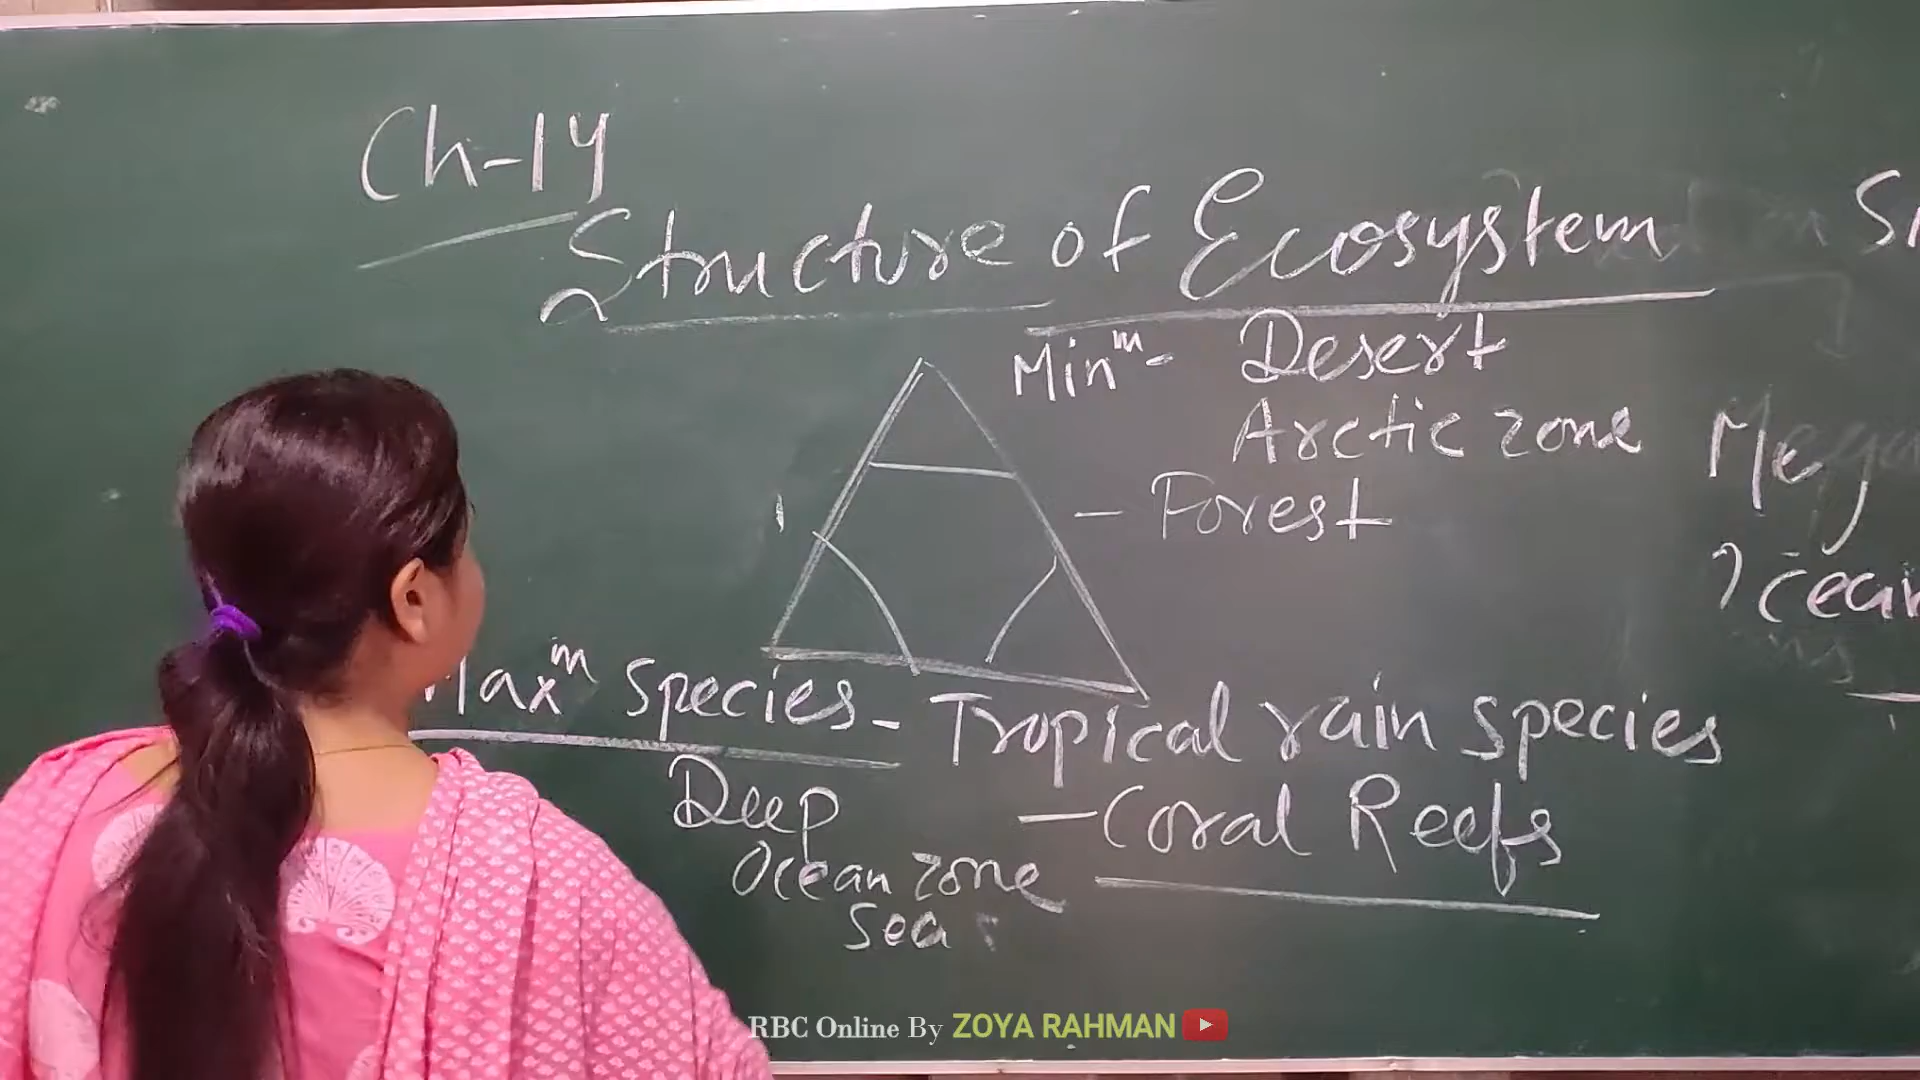 Ch-14
Structure of Ecosystem
Minᵐ - Desert
Arctic zone
- Forest
Maxᵐ Species - Tropical rain species
Deep
Ocean zone
Sea
- Coral Reefs
RBC Online By ZOYA RAHMAN